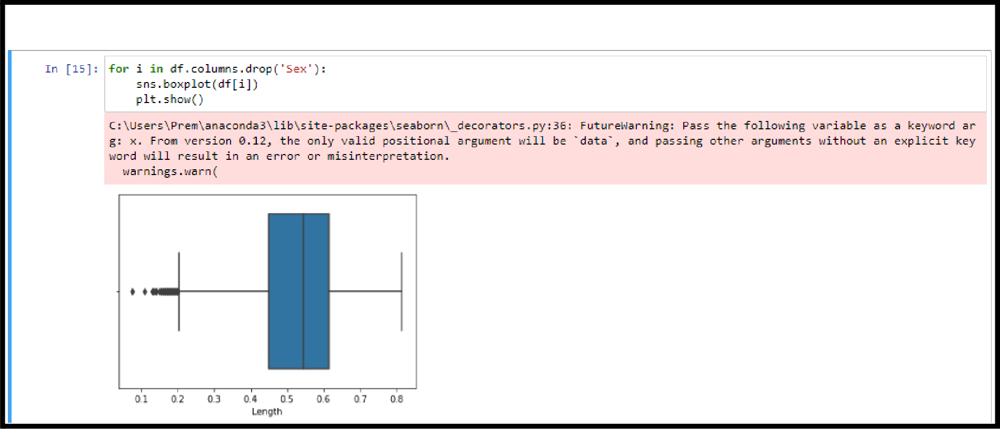 In [15]: for i in df.columns.drop('Sex'):
    sns.boxplot(df[i])
    plt.show()
C:\Users\Prem\anaconda3\lib\site-packages\seaborn\_decorators.py:36: FutureWarning: Pass the following variable as a keyword ar
g: x. From version 0.12, the only valid positional argument will be `data`, and passing other arguments without an explicit key
word will result in an error or misinterpretation.
  warnings.warn(
0.1 0.2 0.3 0.4 0.5 0.6 0.7 0.8
Length